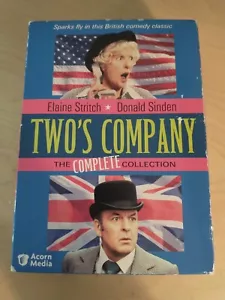 Sparks fly in this British comedy classic
Elaine Stritch ★ Donald Sinden
TWO'S COMPANY
THE COMPLETE COLLECTION
Acorn
Media